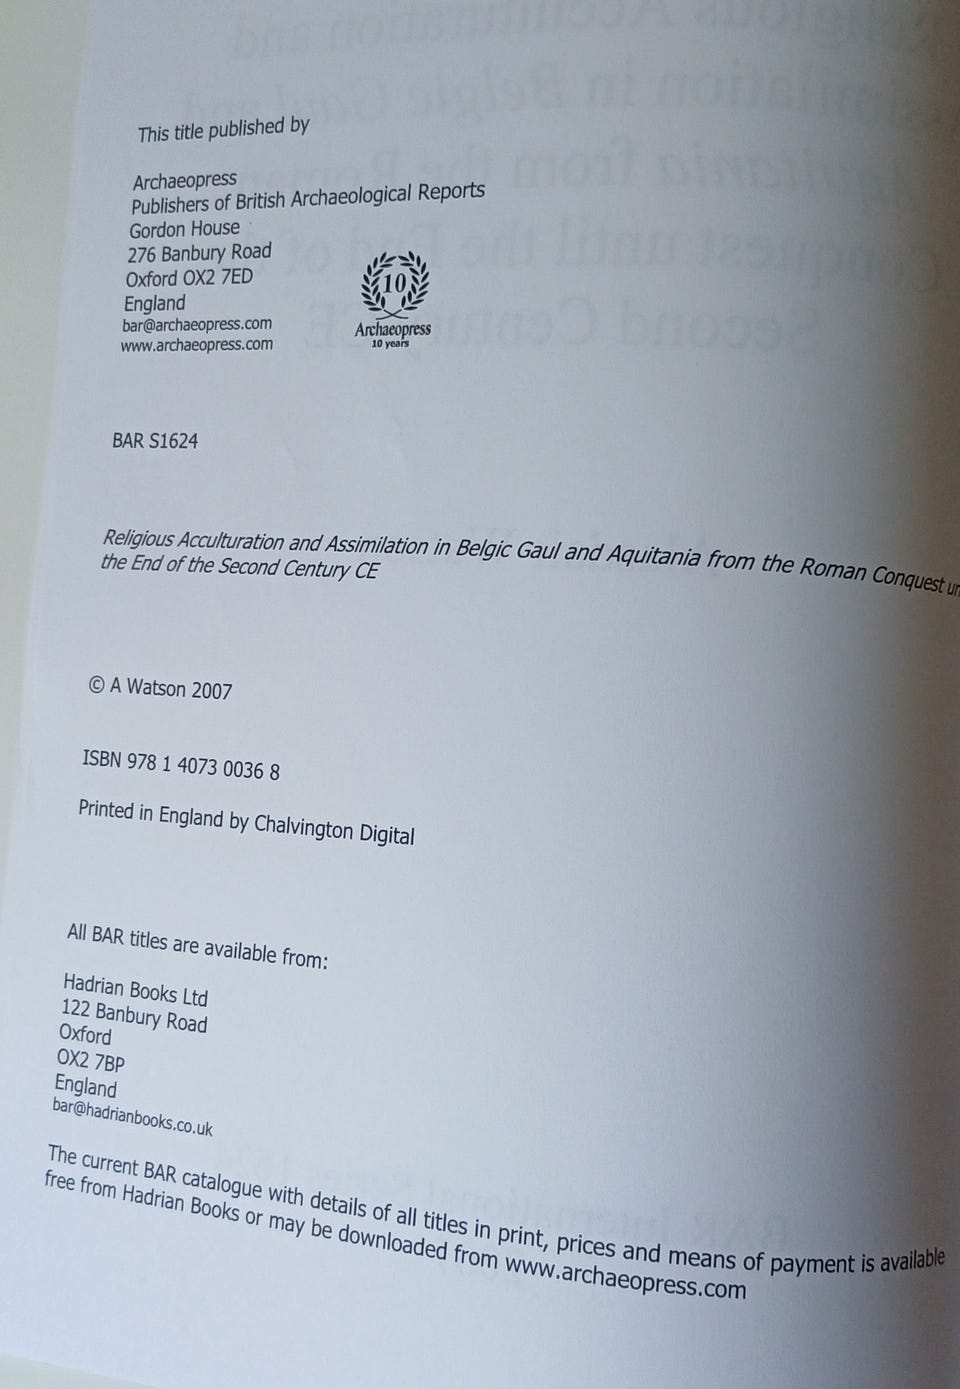 This title published by
Archaeopress
Publishers of British Archaeological Reports
Gordon House
276 Banbury Road
Oxford OX2 7ED
England
bar@archaeopress.com
www.archaeopress.com
10
Archaeopress
10 years
BAR S1624
Religious Acculturation and Assimilation in Belgic Gaul and Aquitania from the Roman Conquest
the End of the Second Century CE
© A Watson 2007
ISBN 978 1 4073 0036 8
Printed in England by Chalvington Digital
All BAR titles are available from:
Hadrian Books Ltd
122 Banbury Road
Oxford
OX2 7BP
England
bar@hadrianbooks.co.uk
The current BAR catalogue with details of all titles in print, prices and means of payment is available
free from Hadrian Books or may be downloaded from www.archaeopress.com